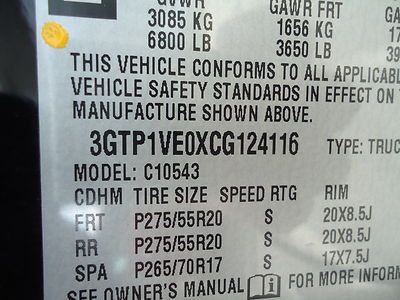 GVWR GAWR FRT GAWR
3085 KG 1656 KG
6800 LB 3650 LB
THIS VEHICLE CONFORMS TO ALL APPLICABLE
VEHICLE SAFETY STANDARDS IN EFFECT ON
MANUFACTURE SHOWN ABOVE.
3GTP1VE0XCG124116 TYPE: TRUC
MODEL: C10543
CDHM TIRE SIZE SPEED RTG RIM
FRT P275/55R20 S 20X8.5J
RR P275/55R20 S 20X8.5J
SPA P265/70R17 S 17X7.5J
SEE OWNER'S MANUAL i FOR MORE INFORM